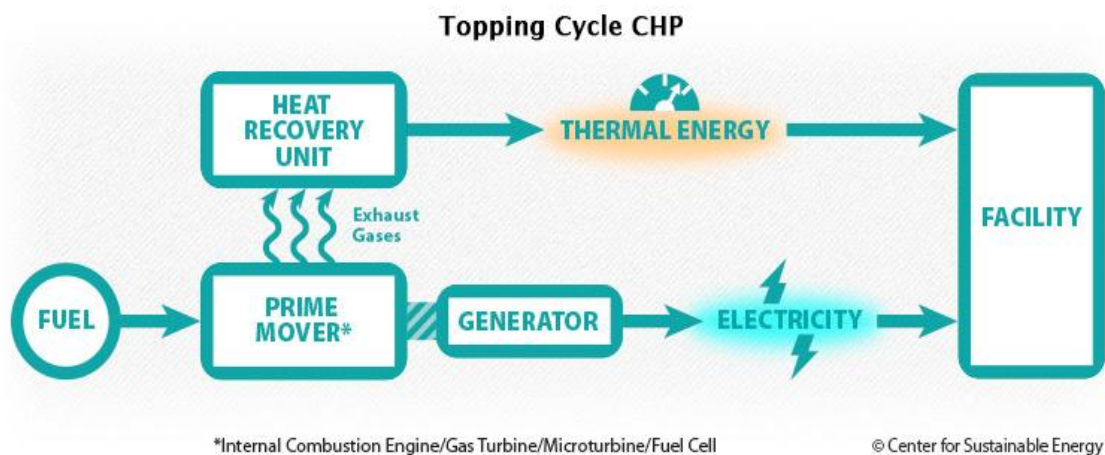 Topping Cycle CHP
HEAT
RECOVERY
UNIT
THERMAL ENERGY
Exhaust
Gases
FACILITY
FUEL
PRIME
MOVER*
GENERATOR
ELECTRICITY
*Internal Combustion Engine/Gas Turbine/Microturbine/Fuel Cell
© Center for Sustainable Energy